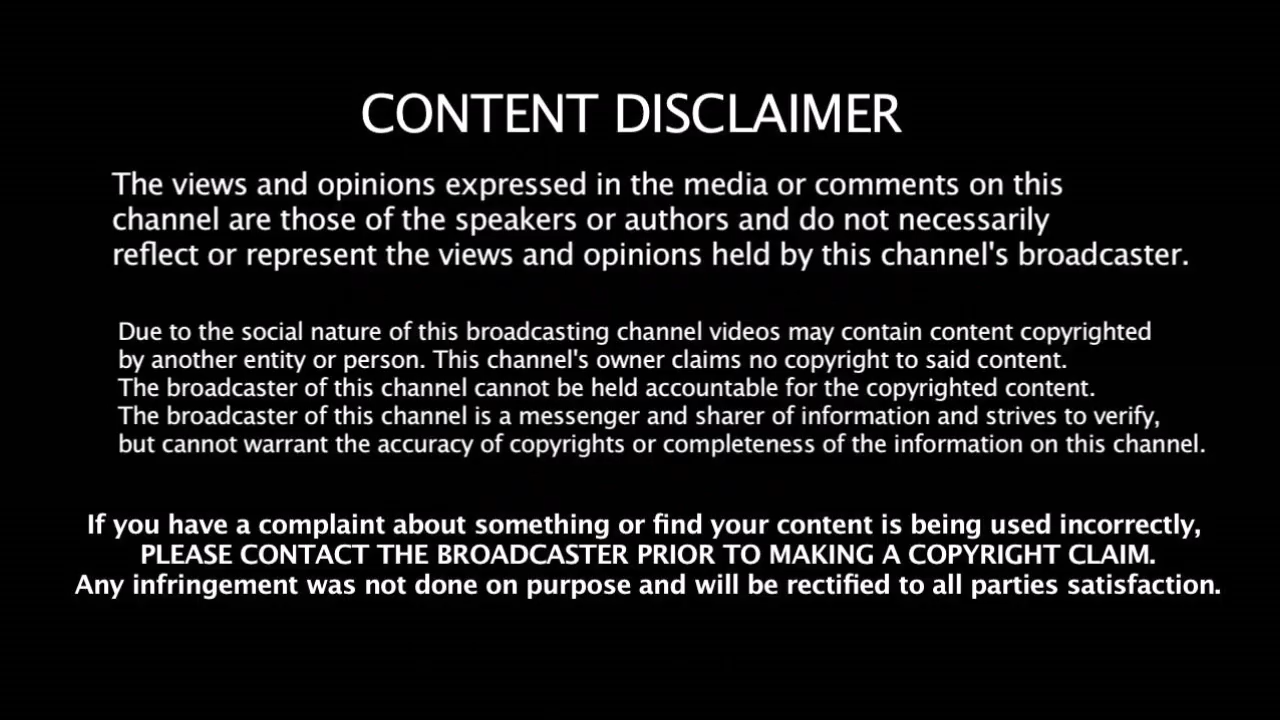 CONTENT DISCLAIMER
The views and opinions expressed in the media or comments on this
channel are those of the speakers or authors and do not necessarily
reflect or represent the views and opinions held by this channel's broadcaster.
Due to the social nature of this broadcasting channel videos may contain content copyrighted
by another entity or person. This channel's owner claims no copyright to said content.
The broadcaster of this channel cannot be held accountable for the copyrighted content.
The broadcaster of this channel is a messenger and sharer of information and strives to verify,
but cannot warrant the accuracy of copyrights or completeness of the information on this channel.
If you have a complaint about something or find your content is being used incorrectly,
PLEASE CONTACT THE BROADCASTER PRIOR TO MAKING A COPYRIGHT CLAIM.
Any infringement was not done on purpose and will be rectified to all parties satisfaction.